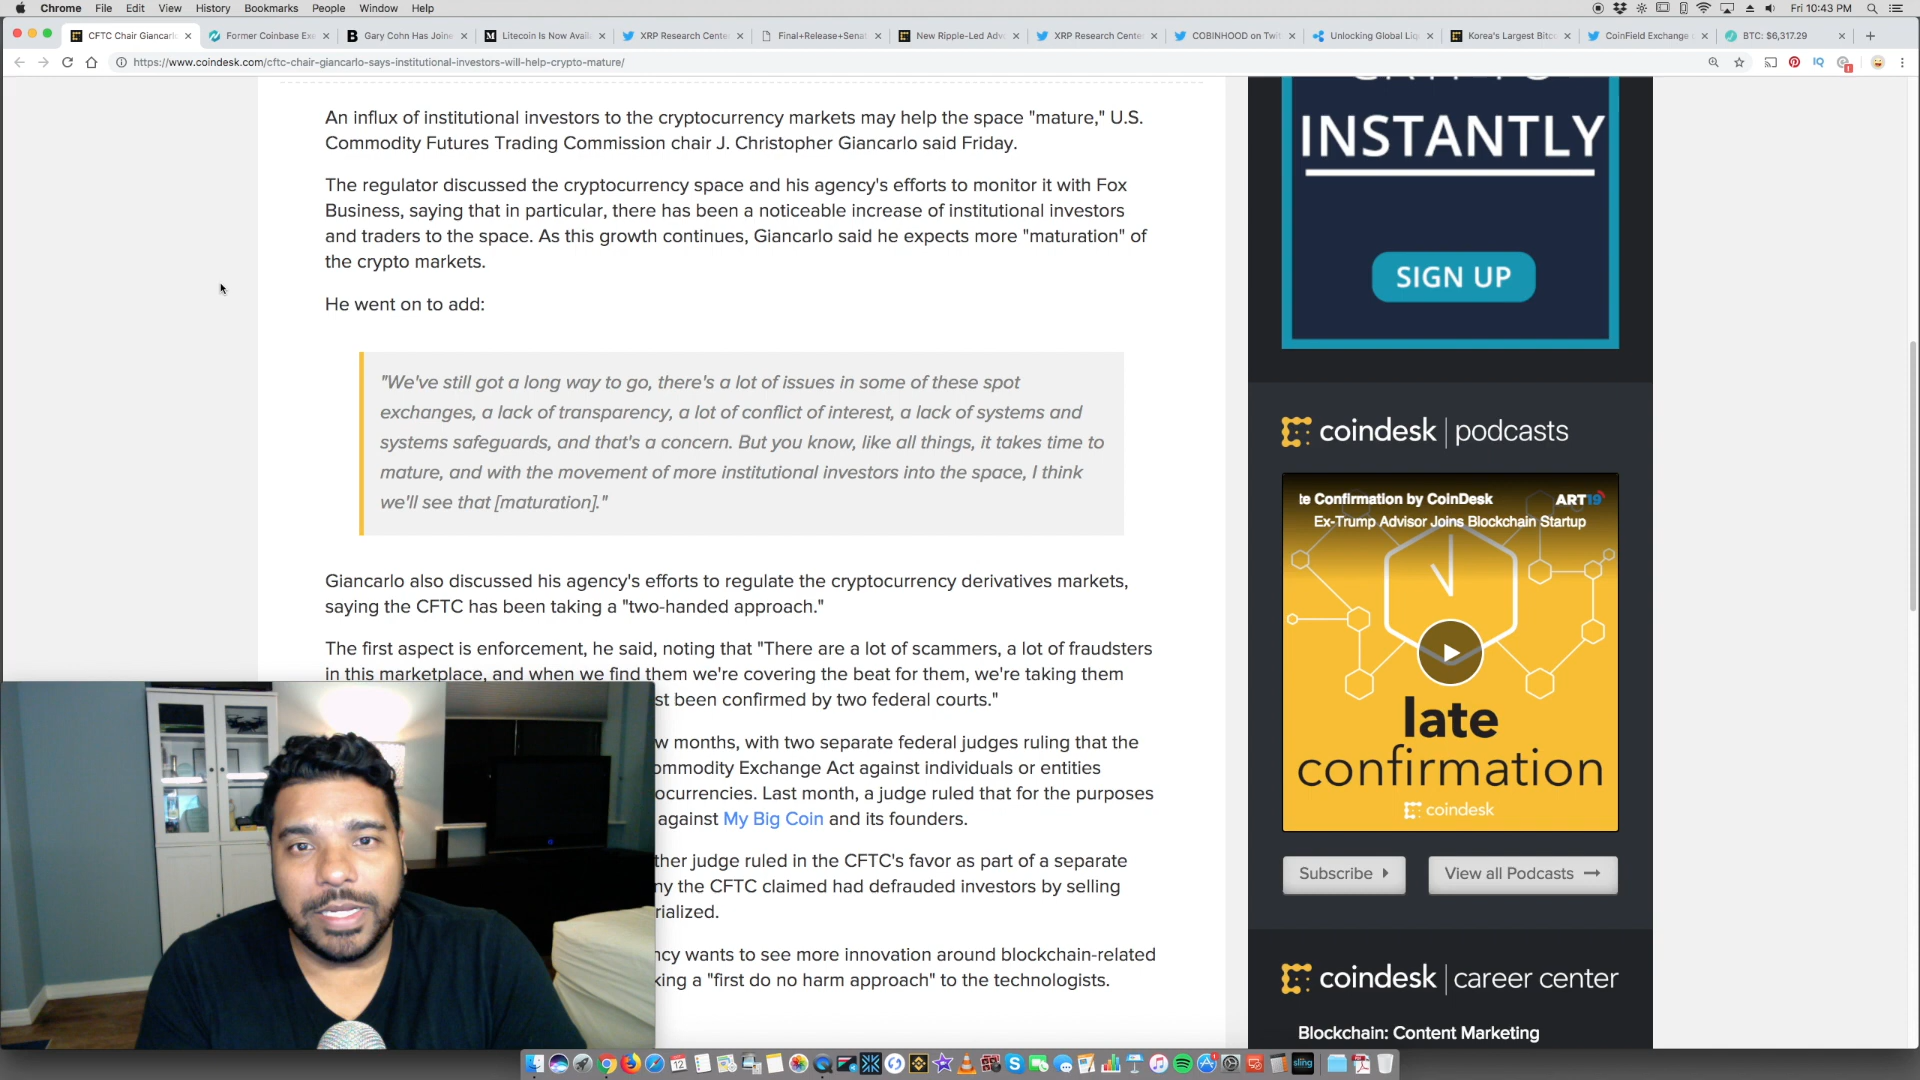 Chrome File Edit View History Bookmarks People Window Help
Fri 10:43 PM
CFTC Chair Giancarlo
Former Coinbase Exe
Gary Cohn Has Joine
Litecoin Is Now Avail
XRP Research Center
Final+Release+Senat
New Ripple-Led Advo
XRP Research Center
COBINHOOD on Twit
Unlocking Global Liq
Korea's Largest Bitc
CoinField Exchange
BTC: $6,317.29
https://www.coindesk.com/cftc-chair-giancarlo-says-institutional-investors-will-help-crypto-mature/
An influx of institutional investors to the cryptocurrency markets may help the space "mature," U.S.
Commodity Futures Trading Commission chair J. Christopher Giancarlo said Friday.
The regulator discussed the cryptocurrency space and his agency's efforts to monitor it with Fox
Business, saying that in particular, there has been a noticeable increase of institutional investors
and traders to the space. As this growth continues, Giancarlo said he expects more "maturation" of
the crypto markets.
He went on to add:
"We've still got a long way to go, there's a lot of issues in some of these spot
exchanges, a lack of transparency, a lot of conflict of interest, a lack of systems and
systems safeguards, and that's a concern. But you know, like all things, it takes time to
mature, and with the movement of more institutional investors into the space, I think
we'll see that [maturation]."
Giancarlo also discussed his agency's efforts to regulate the cryptocurrency derivatives markets,
saying the CFTC has been taking a "two-handed approach."
The first aspect is enforcement, he said, noting that "There are a lot of scammers, a lot of fraudsters
in this marketplace, and when we find them we're covering the beat for them, we're taking them
st been confirmed by two federal courts."
w months, with two separate federal judges ruling that the
ommodity Exchange Act against individuals or entities
ocurrencies. Last month, a judge ruled that for the purposes
against My Big Coin and its founders.
ther judge ruled in the CFTC's favor as part of a separate
ny the CFTC claimed had defrauded investors by selling
rialized.
ncy wants to see more innovation around blockchain-related
king a "first do no harm approach" to the technologists.
INSTANTLY
SIGN UP
coindesk | podcasts
te Confirmation by CoinDesk
ART19
Ex-Trump Advisor Joins Blockchain Startup
late
confirmation
coindesk
Subscribe
View all Podcasts
coindesk | career center
Blockchain: Content Marketing
sling